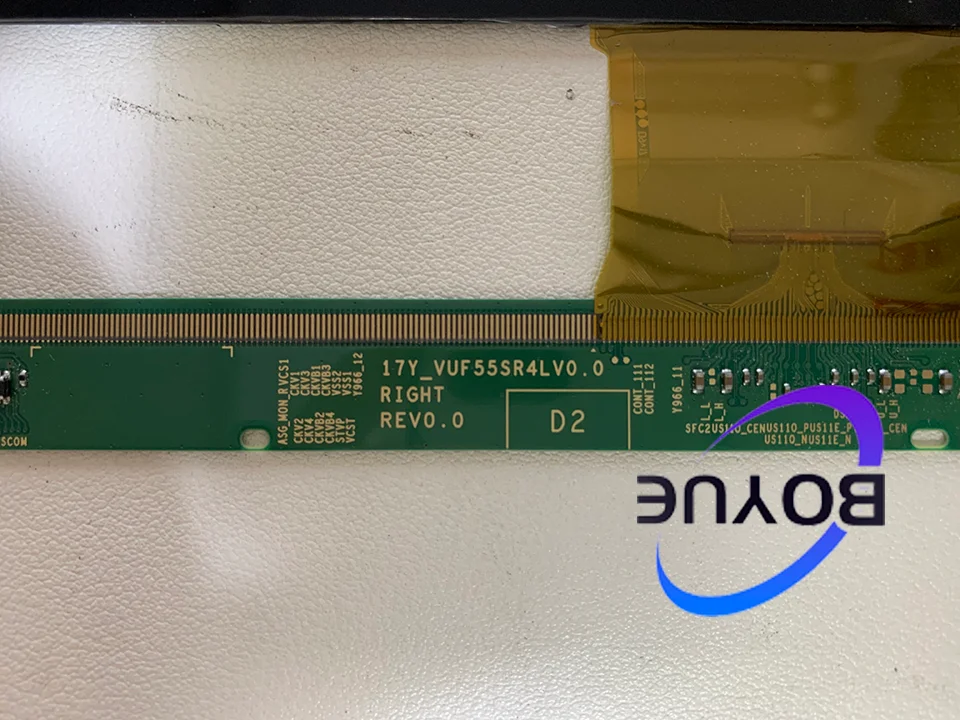 17Y_VUF55SR4LV0.0
RIGHT
REV0.0
D2
ASG_MON_R VCS1
CKV1
CKV3
CKVB1
CKVB3
VSS2
VSS1
Y966_12
CKV2
CKV4
CKVB2
CKVB4
STVP
VCST
CONT_111
CONT_112
Y966_11
SCOM
US110_NUS11E_N
BOYUE